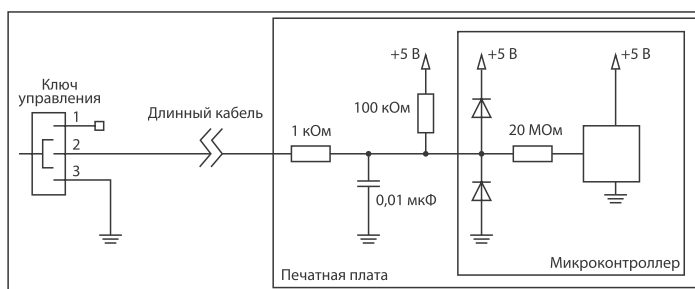 Ключ
управления
1
2
3
Длинный кабель
1 кОм
+5 В
100 кОм
0,01 мкФ
+5 В
20 МОм
+5 В
Микроконтроллер
Печатная плата